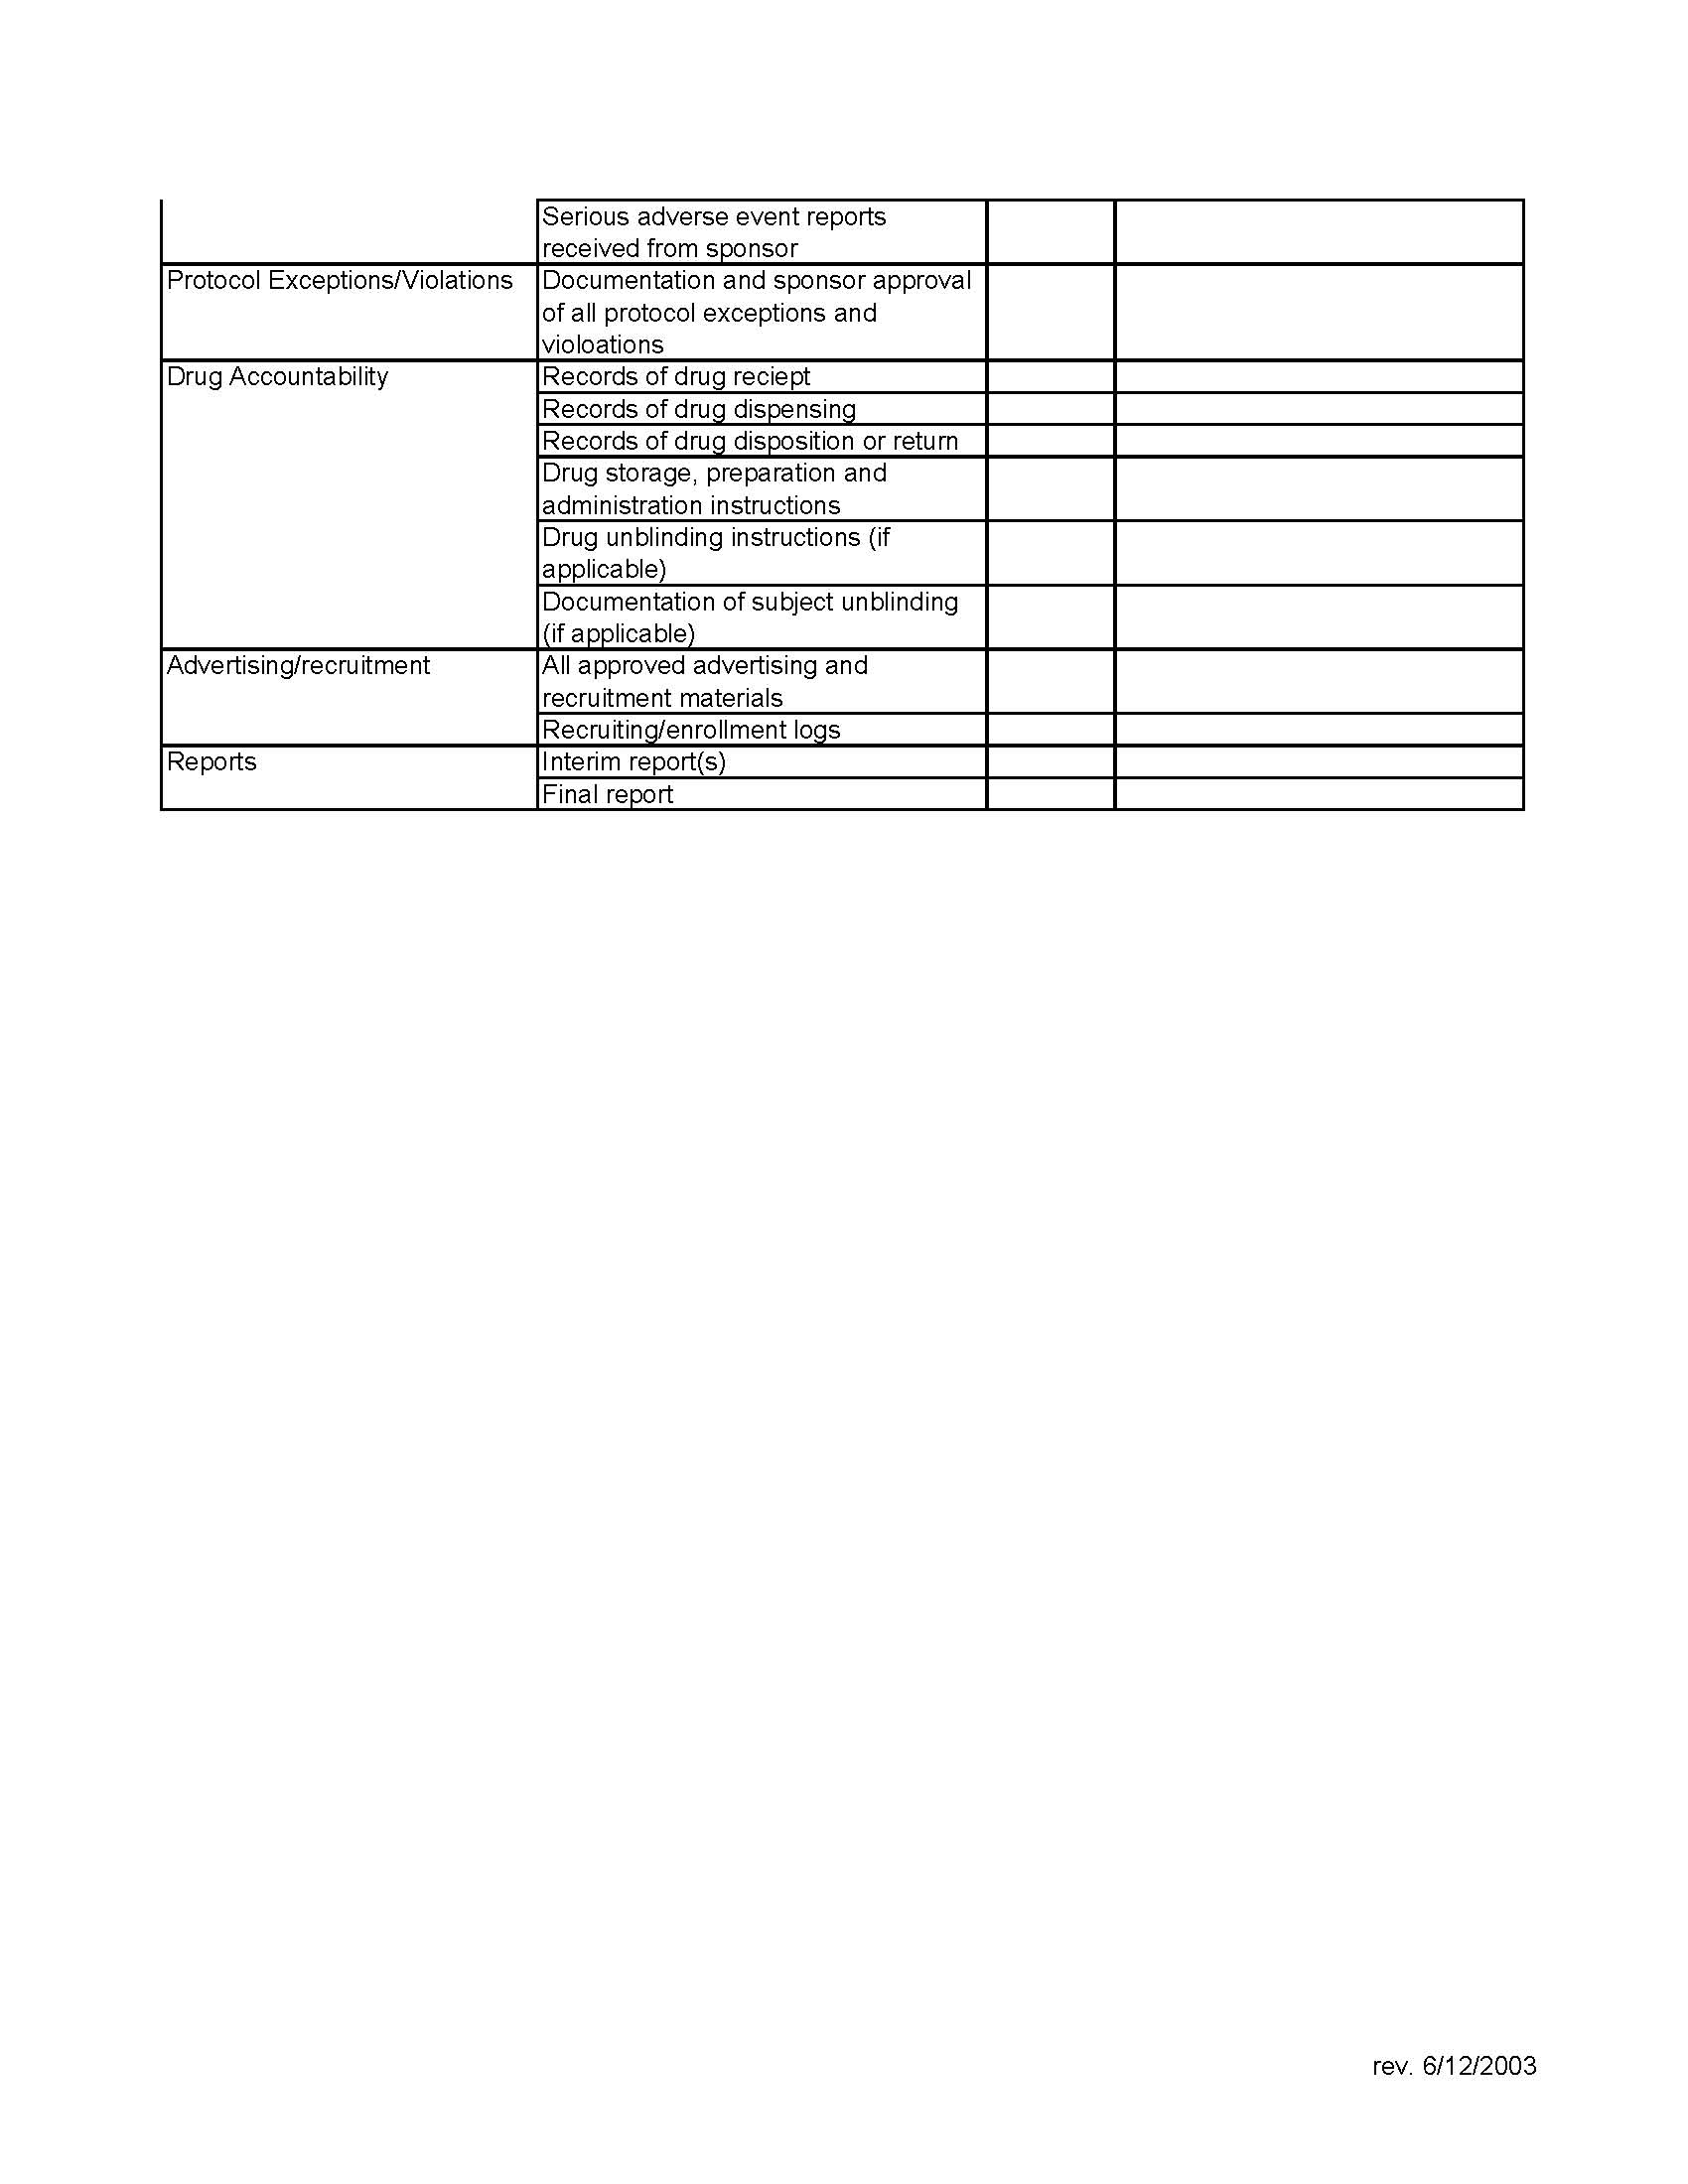 Serious adverse event reports
received from sponsor
Protocol Exceptions/Violations
Documentation and sponsor approval
of all protocol exceptions and
violoations
Drug Accountability
Records of drug reciept
Records of drug dispensing
Records of drug disposition or return
Drug storage, preparation and
administration instructions
Drug unblinding instructions (if
applicable)
Documentation of subject unblinding
(if applicable)
Advertising/recruitment
All approved advertising and
recruitment materials
Recruiting/enrollment logs
Reports
Interim report(s)
Final report
rev. 6/12/2003